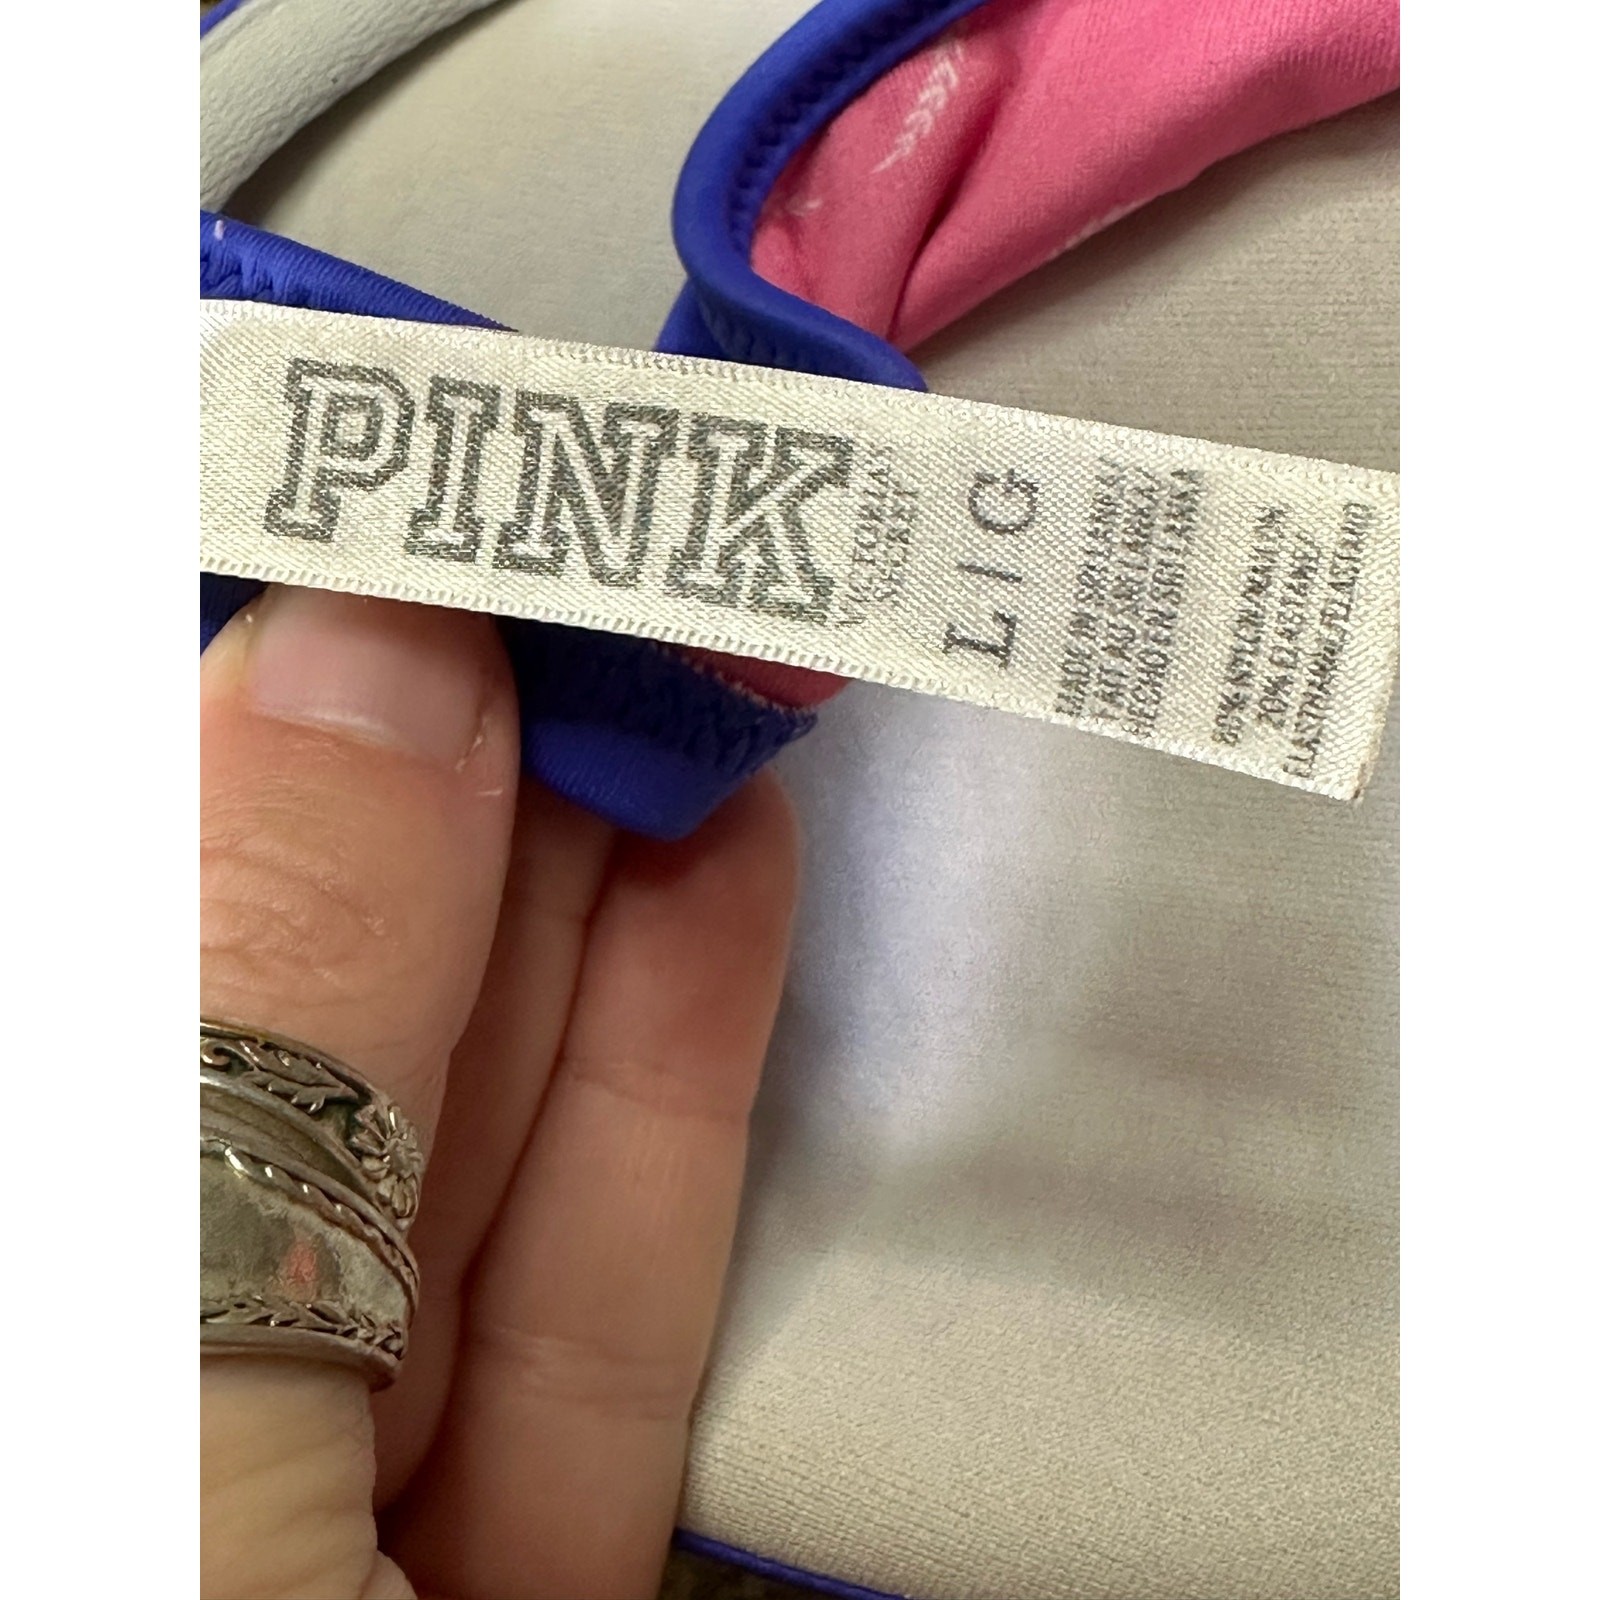 PINK
VICTORIA'S
SECRET
L / G
MADE IN SRI LANKA/
FAIT AU SRI LANKA/
HECHO EN SRI LANKA
80% NYLON/NAILON
20% ELASTANE/
ÉLASTHANNE/ELASTANO